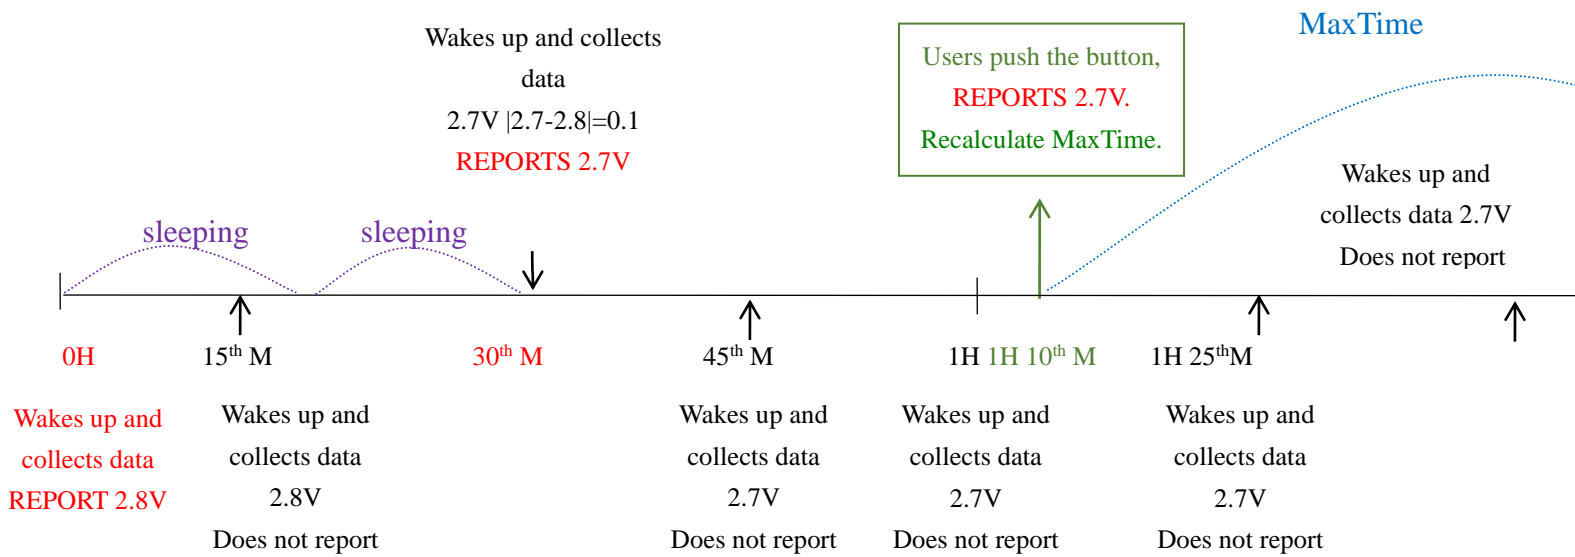 Wakes up and collects
data
2.7V |2.7-2.8|=0.1
REPORTS 2.7V
Users push the button,
REPORTS 2.7V.
Recalculate MaxTime.
MaxTime
Wakes up and
collects data 2.7V
Does not report
sleeping
sleeping
0H
15th M
30th M
45th M
1H
1H 10th M
1H 25thM
Wakes up and
collects data
REPORT 2.8V
Wakes up and
collects data
2.8V
Does not report
Wakes up and
collects data
2.7V
Does not report
Wakes up and
collects data
2.7V
Does not report
Wakes up and
collects data
2.7V
Does not report